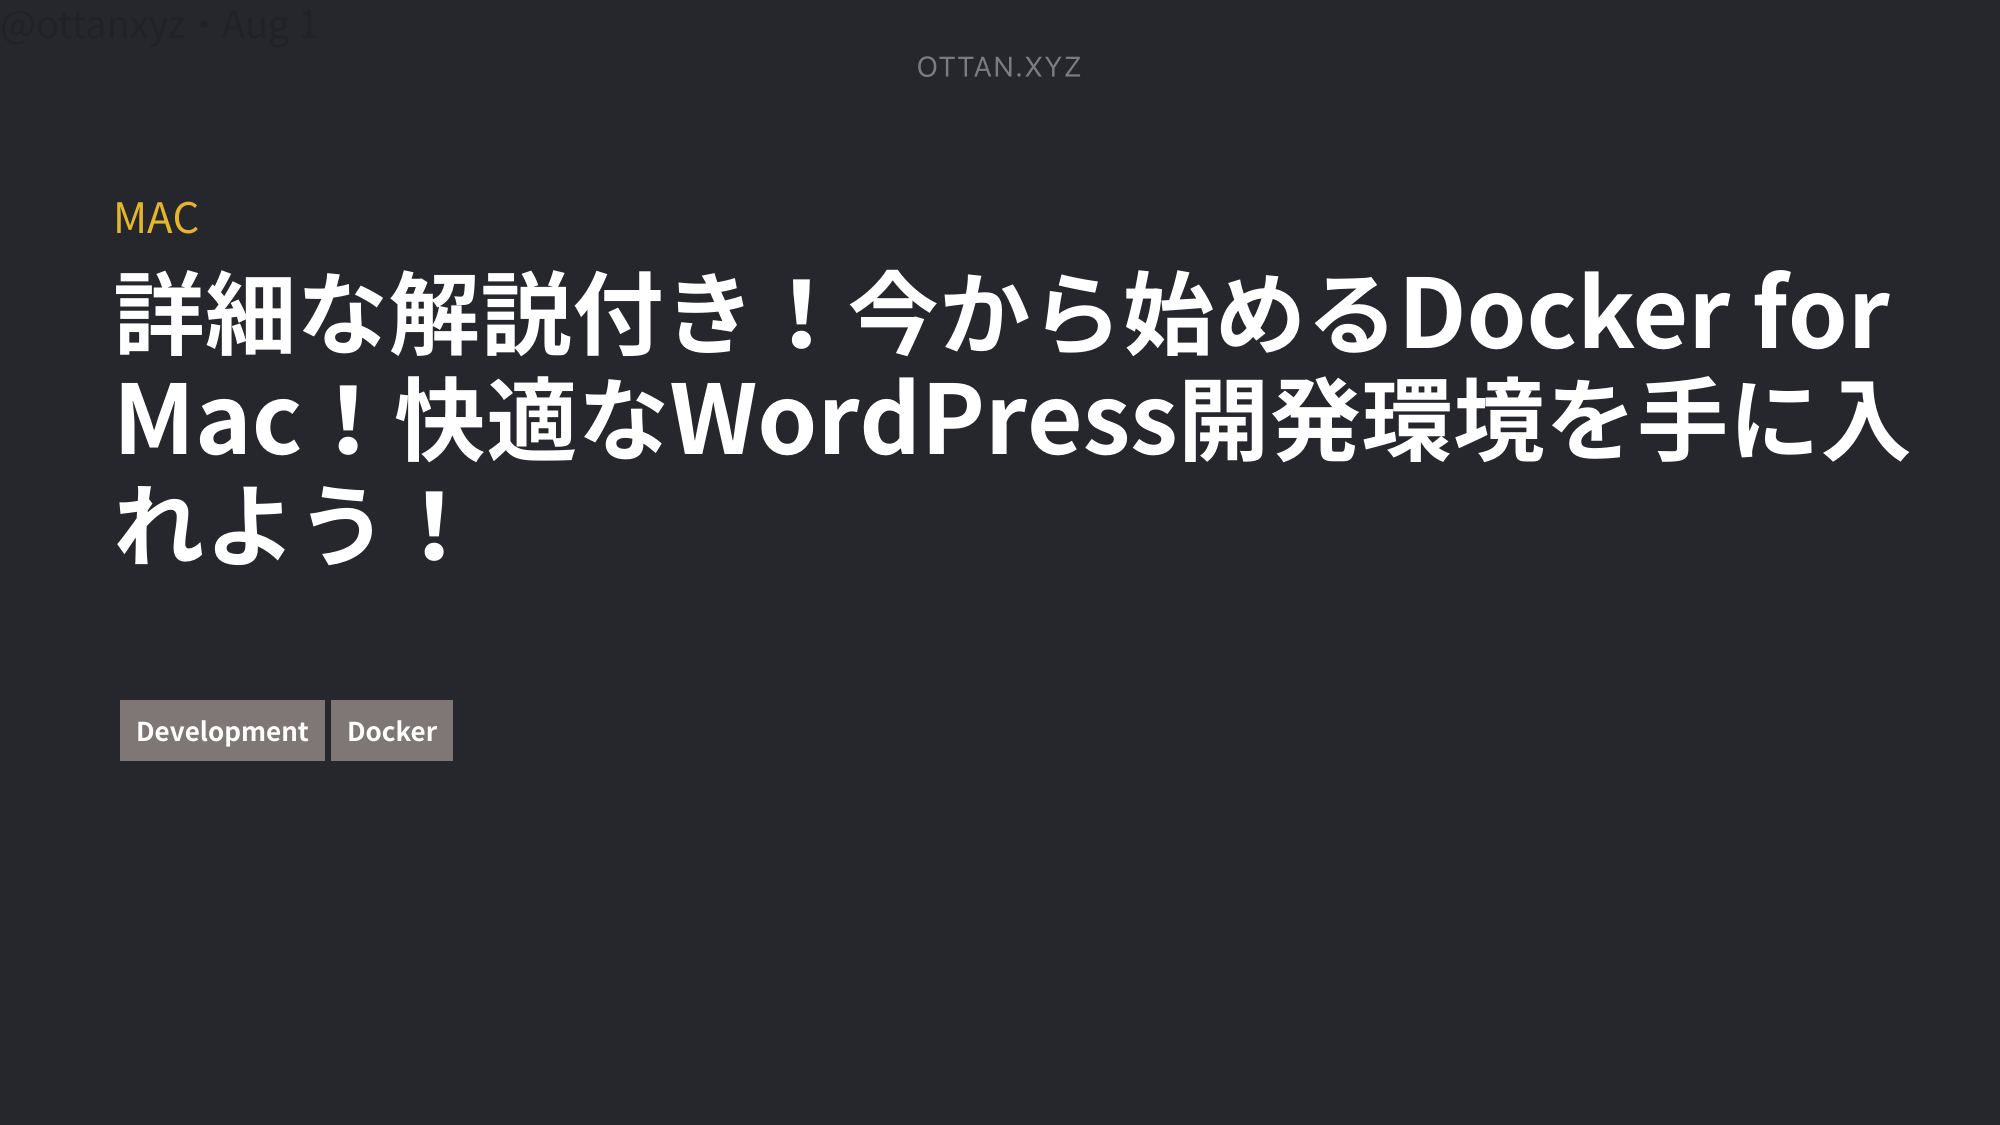 @ottanxyz・Aug 1
OTTAN.XYZ
MAC
詳細な解説付き！今から始めるDocker for
Mac！快適なWordPress開発環境を手に入
れよう！
Development Docker